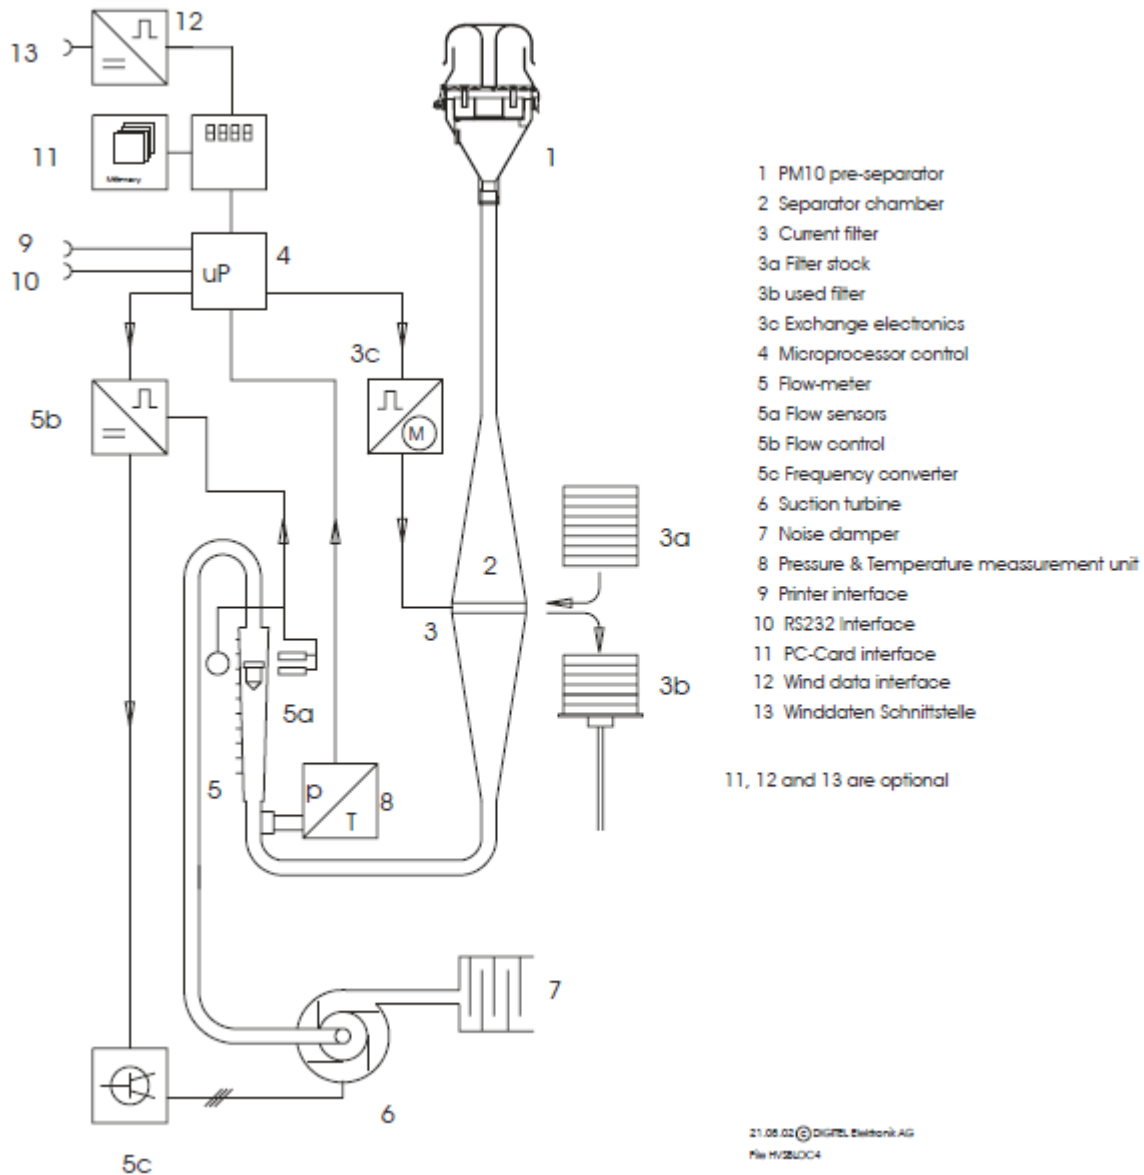 12
13
11
Memory
1
9
10
uP
4
3c
M
5b
2
3a
3
3b
5a
5
p
T
8
7
6
5c
1 PM10 pre-separator
2 Separator chamber
3 Current filter
3a Filter stock
3b used filter
3c Exchange electronics
4 Microprocessor control
5 Flow-meter
5a Flow sensors
5b Flow control
5c Frequency converter
6 Suction turbine
7 Noise damper
8 Pressure & Temperature meassurement unit
9 Printer interface
10 RS232 Interface
11 PC-Card interface
12 Wind data interface
13 Winddaten Schnittstelle
11, 12 and 13 are optional
21.08.02 © DIGITEL Elektronik AG
File HVSBLOC4